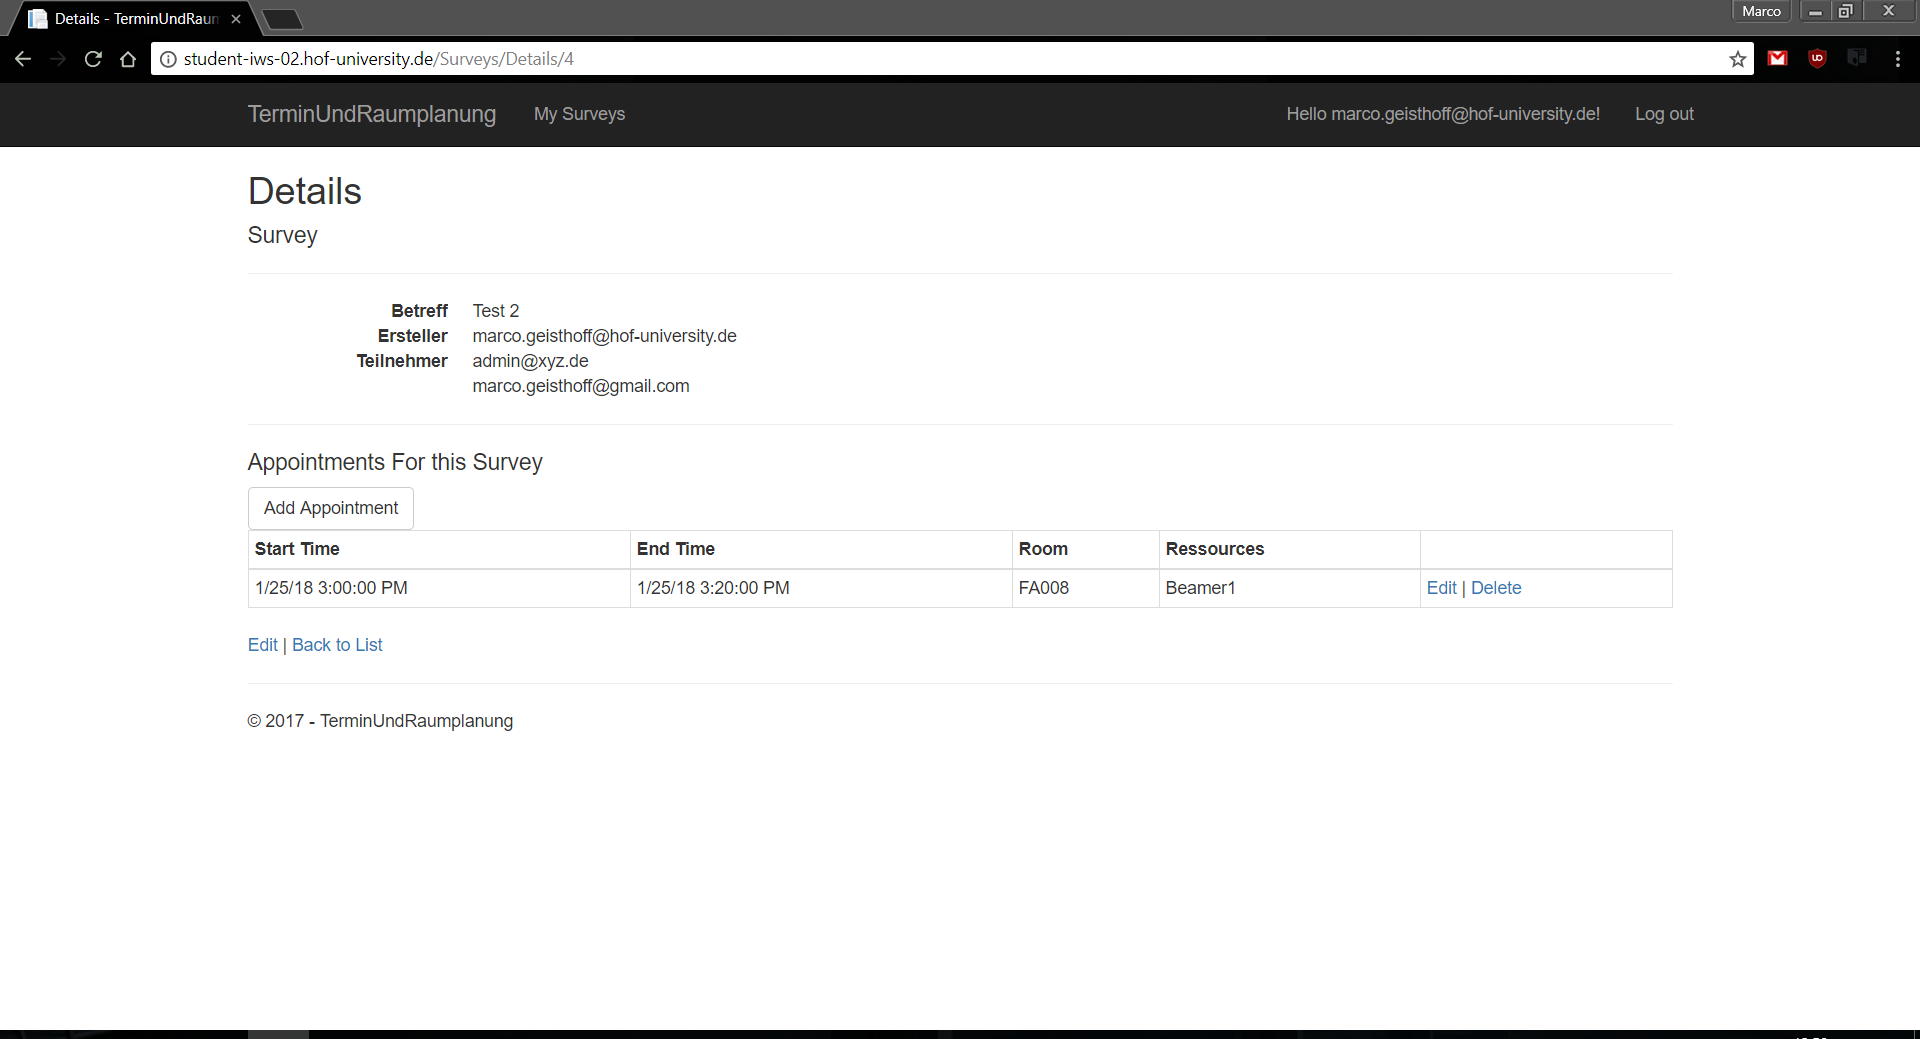 Details - TerminUndRaun
Marco
student-iws-02.hof-university.de/Surveys/Details/4
TerminUndRaumplanung My Surveys Hello marco.geisthoff@hof-university.de! Log out
Details
Survey
Betreff Test 2
Ersteller marco.geisthoff@hof-university.de
Teilnehmer admin@xyz.de
marco.geisthoff@gmail.com
Appointments For this Survey
Add Appointment
Start Time End Time Room Ressources
1/25/18 3:00:00 PM 1/25/18 3:20:00 PM FA008 Beamer1 Edit | Delete
Edit | Back to List
© 2017 - TerminUndRaumplanung